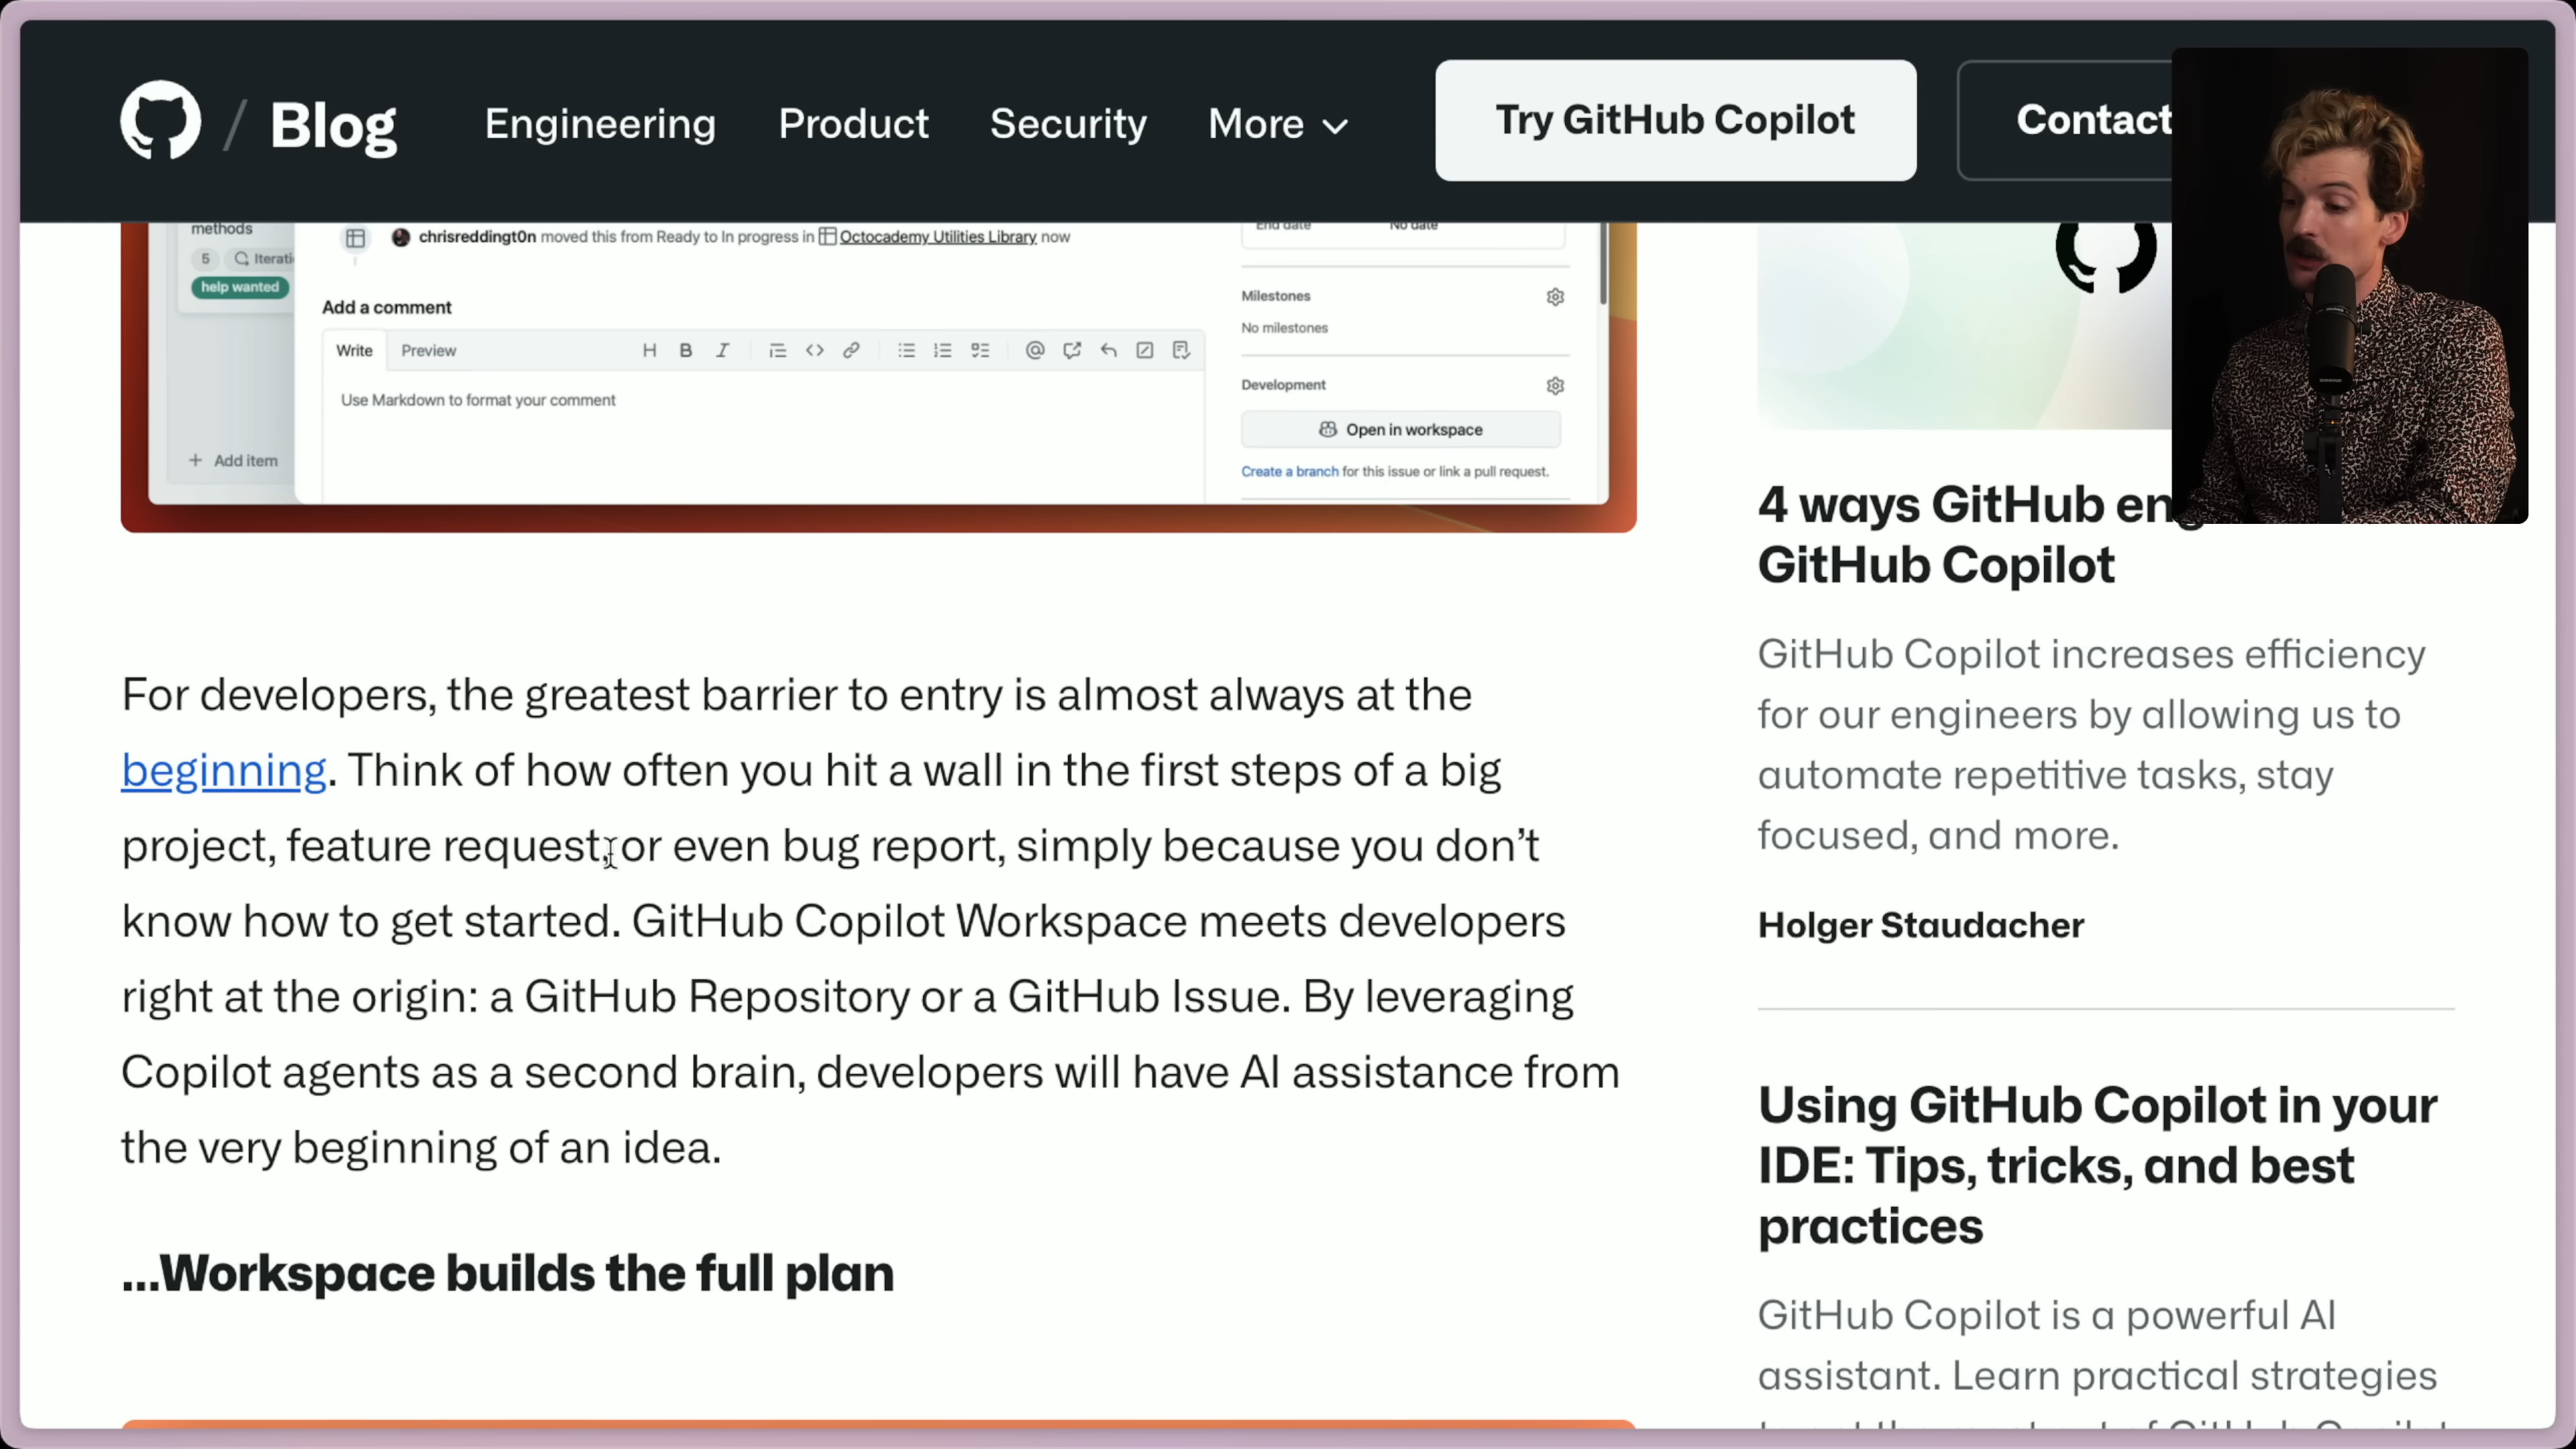 / Blog
Engineering
Product
Security
More
Try GitHub Copilot
Contact
methods
5
help wanted
chrisreddingt0n moved this from Ready to In progress in Octocademy Utilities Library now
Add a comment
Write
Preview
H B I
Use Markdown to format your comment
+ Add item
End date
No date
Milestones
No milestones
Development
Open in workspace
Create a branch for this issue or link a pull request.
For developers, the greatest barrier to entry is almost always at the
beginning. Think of how often you hit a wall in the first steps of a big
project, feature request, or even bug report, simply because you don’t
know how to get started. GitHub Copilot Workspace meets developers
right at the origin: a GitHub Repository or a GitHub Issue. By leveraging
Copilot agents as a second brain, developers will have AI assistance from
the very beginning of an idea.
...Workspace builds the full plan
4 ways GitHub
GitHub Copilot
GitHub Copilot increases efficiency
for our engineers by allowing us to
automate repetitive tasks, stay
focused, and more.
Holger Staudacher
Using GitHub Copilot in your
IDE: Tips, tricks, and best
practices
GitHub Copilot is a powerful AI
assistant. Learn practical strategies